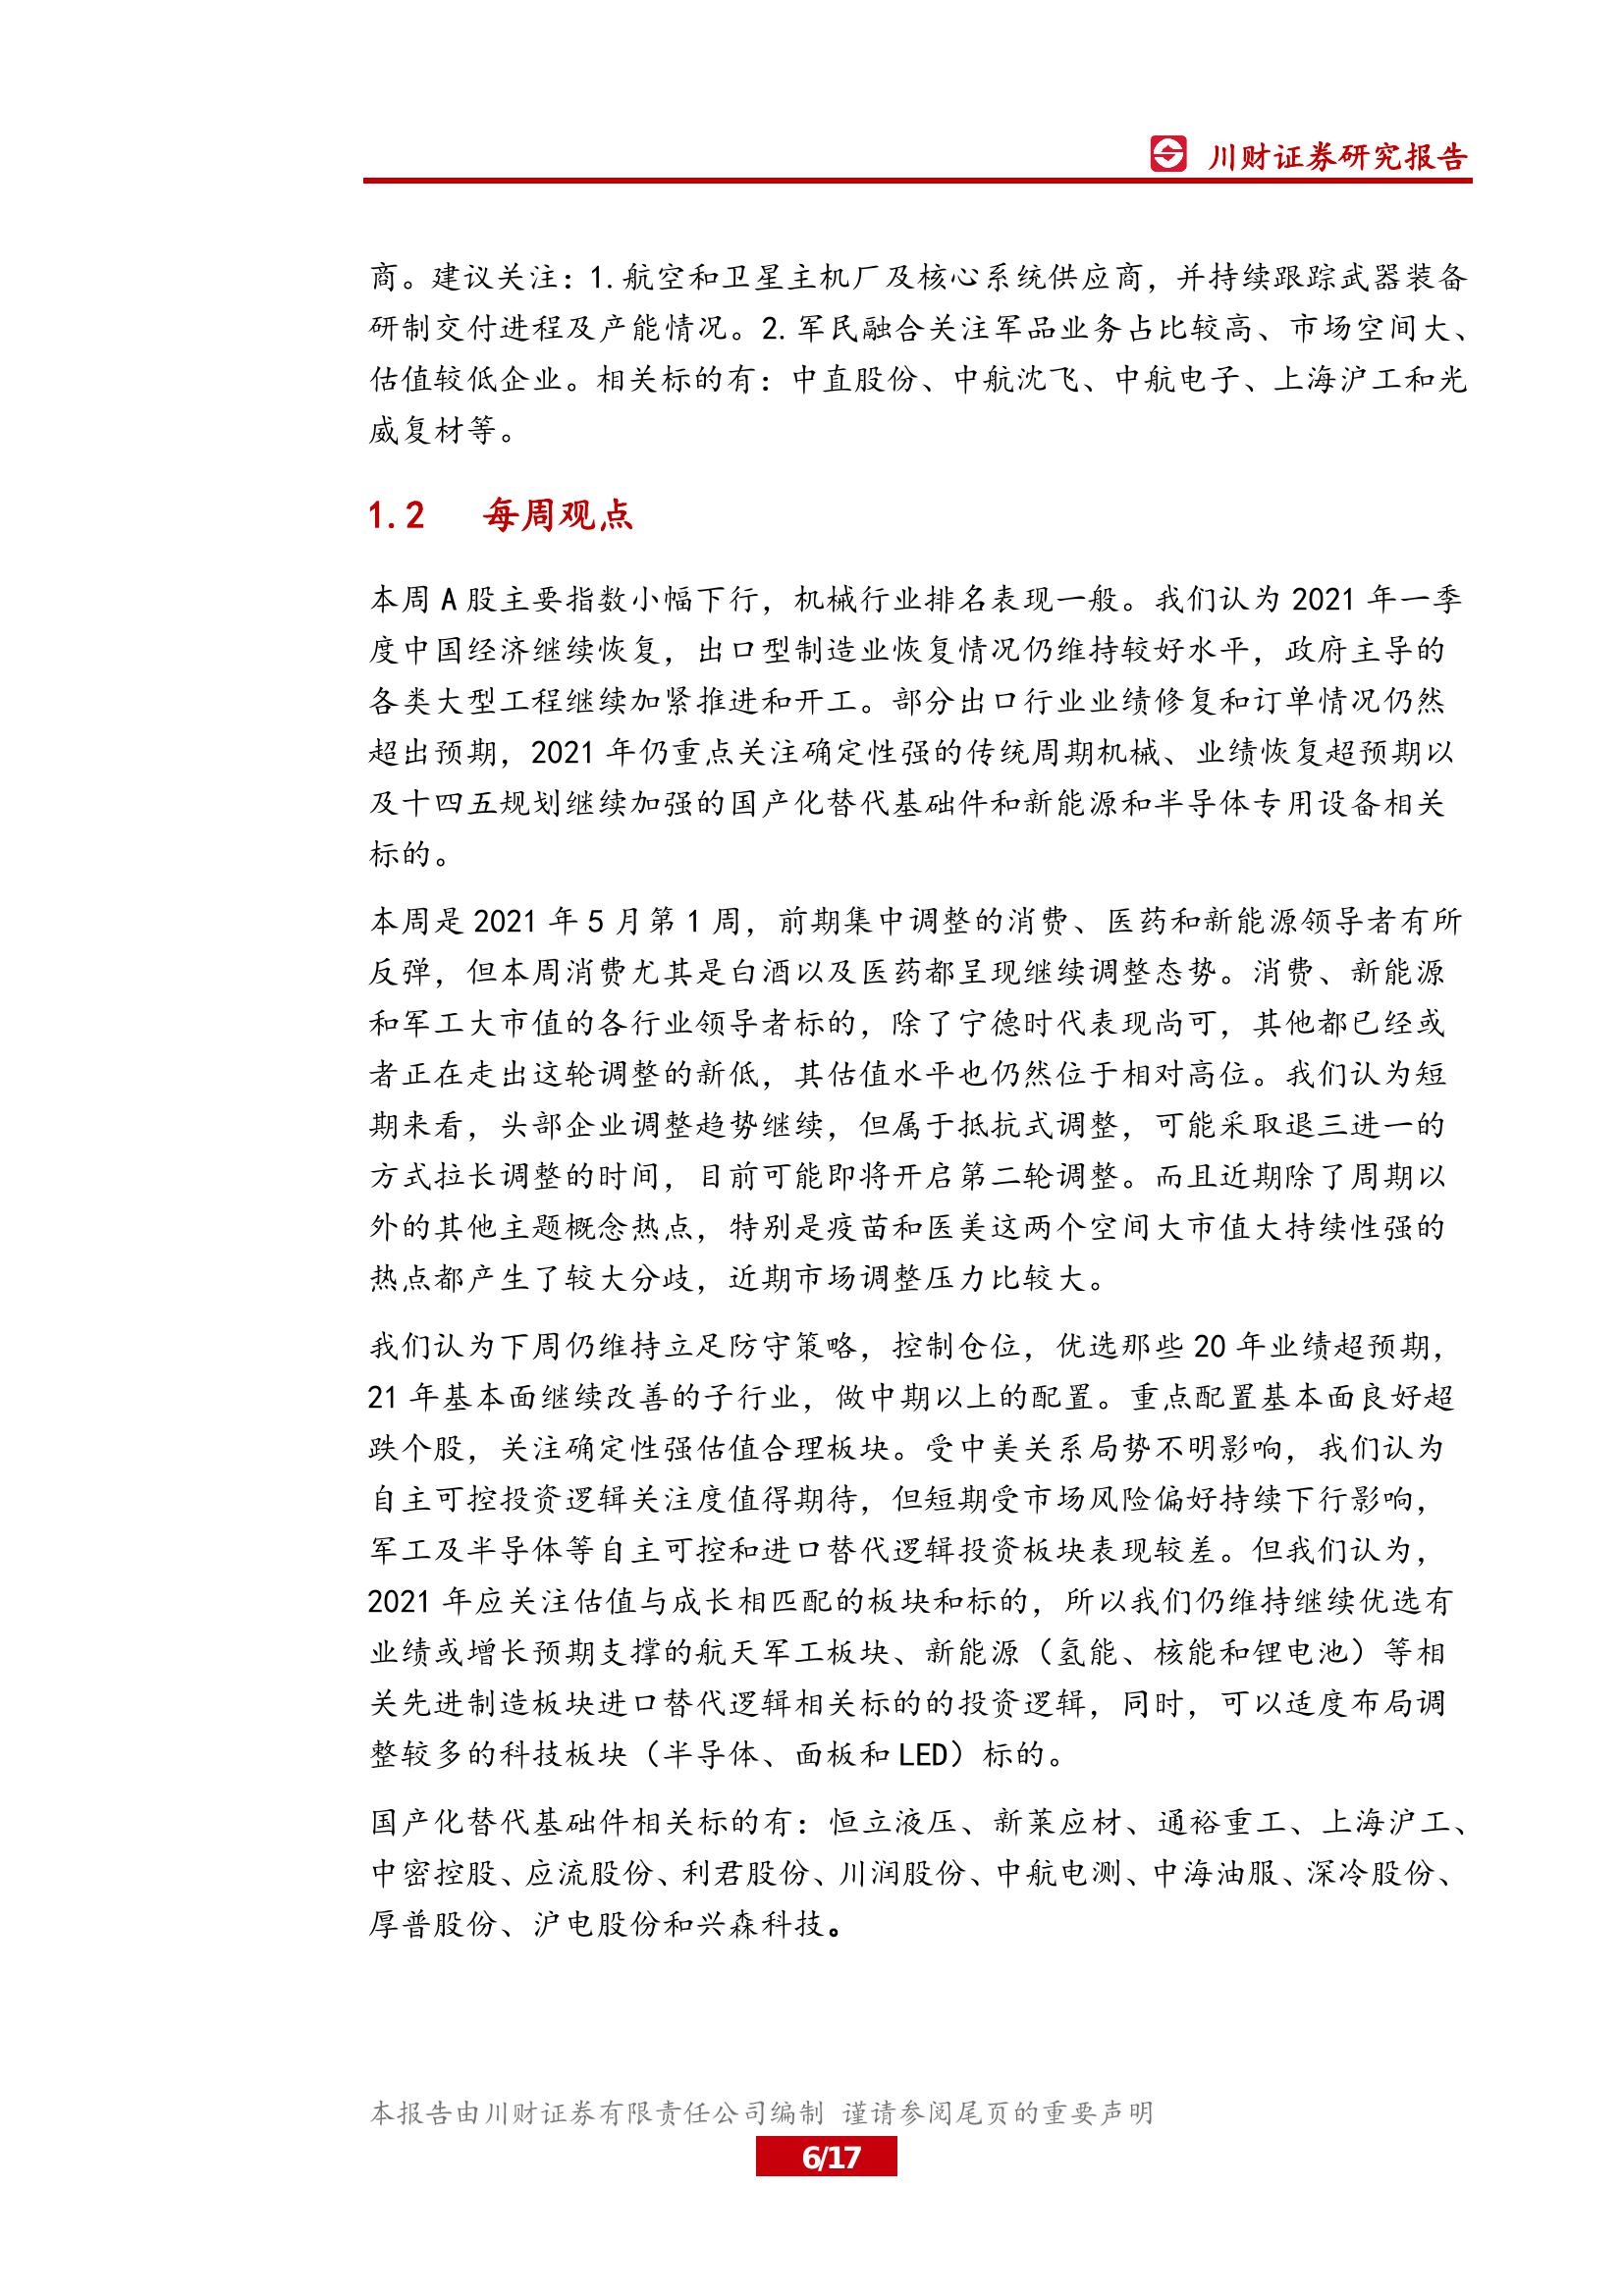 川财证券研究报告
商。建议关注：1.航空和卫星主机厂及核心系统供应商，并持续跟踪武器装备
研制交付进程及产能情况。2.军民融合关注军品业务占比较高、市场空间大、
估值较低企业。相关标的有：中直股份、中航沈飞、中航电子、上海沪工和光
威复材等。
1.2 每周观点
本周 A 股主要指数小幅下行，机械行业排名表现一般。我们认为 2021 年一季
度中国经济继续恢复，出口型制造业恢复情况仍维持较好水平，政府主导的
各类大型工程继续加紧推进和开工。部分出口行业业绩修复和订单情况仍然
超出预期，2021 年仍重点关注确定性强的传统周期机械、业绩恢复超预期以
及十四五规划继续加强的国产化替代基础件和新能源和半导体专用设备相关
标的。
本周是 2021 年 5 月第 1 周，前期集中调整的消费、医药和新能源领导者有所
反弹，但本周消费尤其是白酒以及医药都呈现继续调整态势。消费、新能源
和军工大市值的各行业领导者标的，除了宁德时代表现尚可，其他都已经或
者正在走出这轮调整的新低，其估值水平也仍然位于相对高位。我们认为短
期来看，头部企业调整趋势继续，但属于抵抗式调整，可能采取退三进一的
方式拉长调整的时间，目前可能即将开启第二轮调整。而且近期除了周期以
外的其他主题概念热点，特别是疫苗和医美这两个空间大市值大持续性强的
热点都产生了较大分歧，近期市场调整压力比较大。
我们认为下周仍维持立足防守策略，控制仓位，优选那些 20 年业绩超预期，
21 年基本面继续改善的子行业，做中期以上的配置。重点配置基本面良好超
跌个股，关注确定性强估值合理板块。受中美关系局势不明影响，我们认为
自主可控投资逻辑关注度值得期待，但短期受市场风险偏好持续下行影响，
军工及半导体等自主可控和进口替代逻辑投资板块表现较差。但我们认为，
2021 年应关注估值与成长相匹配的板块和标的，所以我们仍维持继续优选有
业绩或增长预期支撑的航天军工板块、新能源（氢能、核能和锂电池）等相
关先进制造板块进口替代逻辑相关标的的投资逻辑，同时，可以适度布局调
整较多的科技板块（半导体、面板和 LED）标的。
国产化替代基础件相关标的有：恒立液压、新莱应材、通裕重工、上海沪工、
中密控股、应流股份、利君股份、川润股份、中航电测、中海油服、深冷股份、
厚普股份、沪电股份和兴森科技。
本报告由川财证券有限责任公司编制 谨请参阅尾页的重要声明
6/17